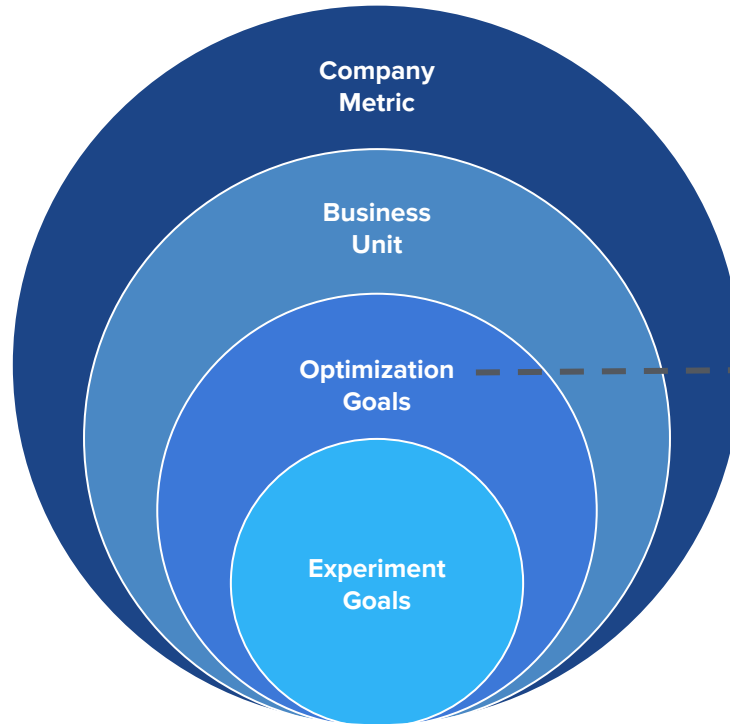 Company
Metric
Business
Unit
Optimization
Goals
Experiment
Goals